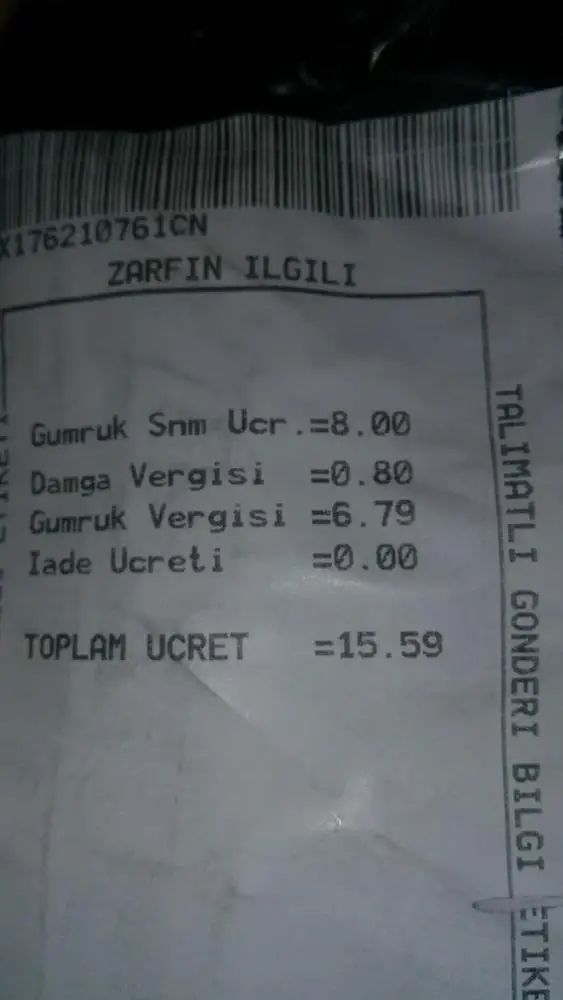 X176210761CN
ZARFIN ILGILI
Gumruk Snm Ucr.=8.00
Damga Vergisi =0.80
Gumruk Vergisi =6.79
Iade Ucreti =0.00
TOPLAM UCRET =15.59
TALIMATLI GONDERI BILGI